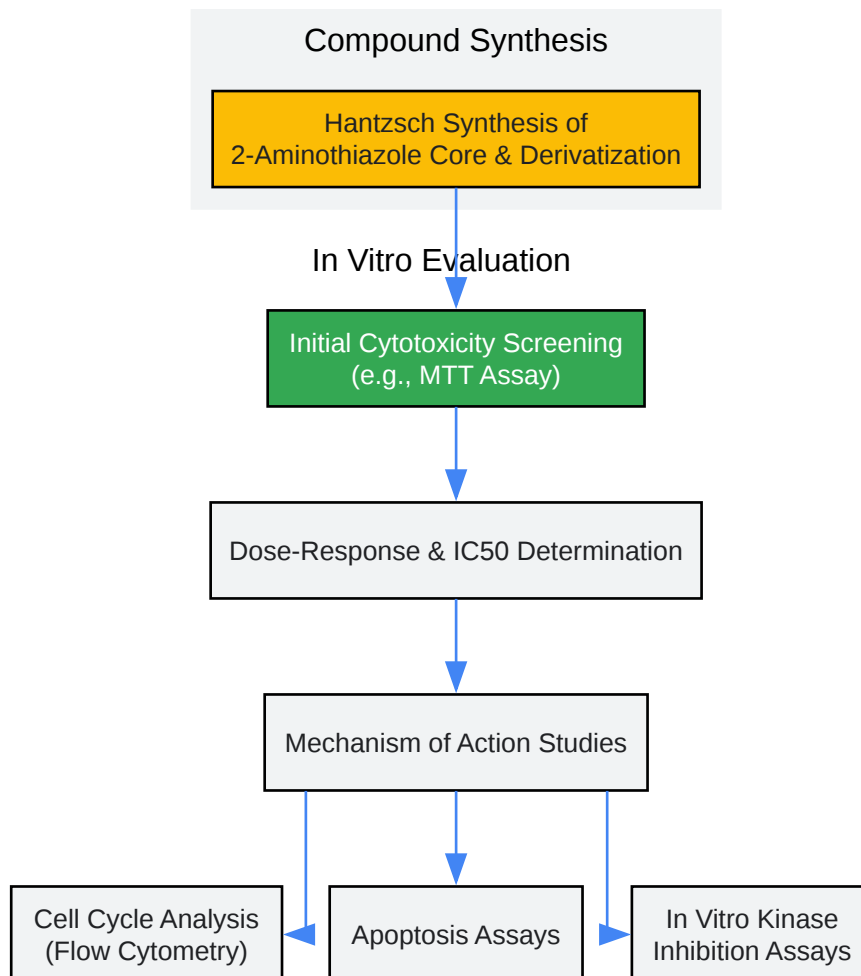 Compound Synthesis
Hantzsch Synthesis of
2-Aminothiazole Core & Derivatization
In Vitro Evaluation
Initial Cytotoxicity Screening
(e.g., MTT Assay)
Dose-Response & IC50 Determination
Mechanism of Action Studies
Cell Cycle Analysis
(Flow Cytometry)
Apoptosis Assays
In Vitro Kinase
Inhibition Assays